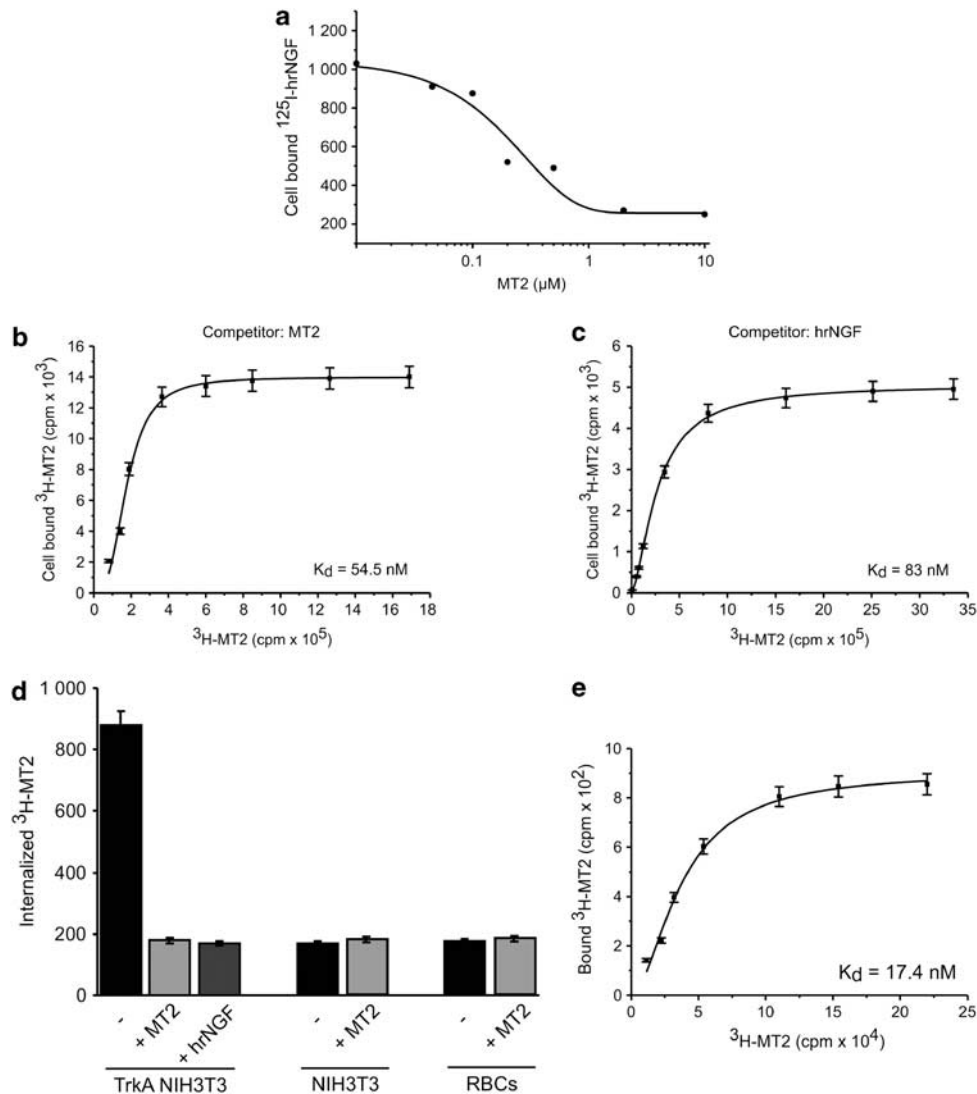 a
Cell bound ¹²⁵I-hrNGF
1 000
800
600
400
200
0.1
1
10
MT2 (µM)
b
Competitor: MT2
Cell bound ³H-MT2 (cpm x 10³)
16
14
12
10
8
6
4
2
0
K_d = 54.5 nM
0 2 4 6 8 10 12 14 16 18
³H-MT2 (cpm x 10⁵)
c
Competitor: hrNGF
Cell bound ³H-MT2 (cpm x 10³)
6
5
4
3
2
1
0
K_d = 83 nM
0 5 10 15 20 25 30 35
³H-MT2 (cpm x 10⁵)
d
Internalized ³H-MT2
1 000
800
600
400
200
0
- + MT2 + hrNGF - + MT2 - + MT2
TrkA NIH3T3 NIH3T3 RBCs
e
Bound ³H-MT2 (cpm x 10²)
10
8
6
4
2
0
K_d = 17.4 nM
0 5 10 15 20 25
³H-MT2 (cpm x 10⁴)